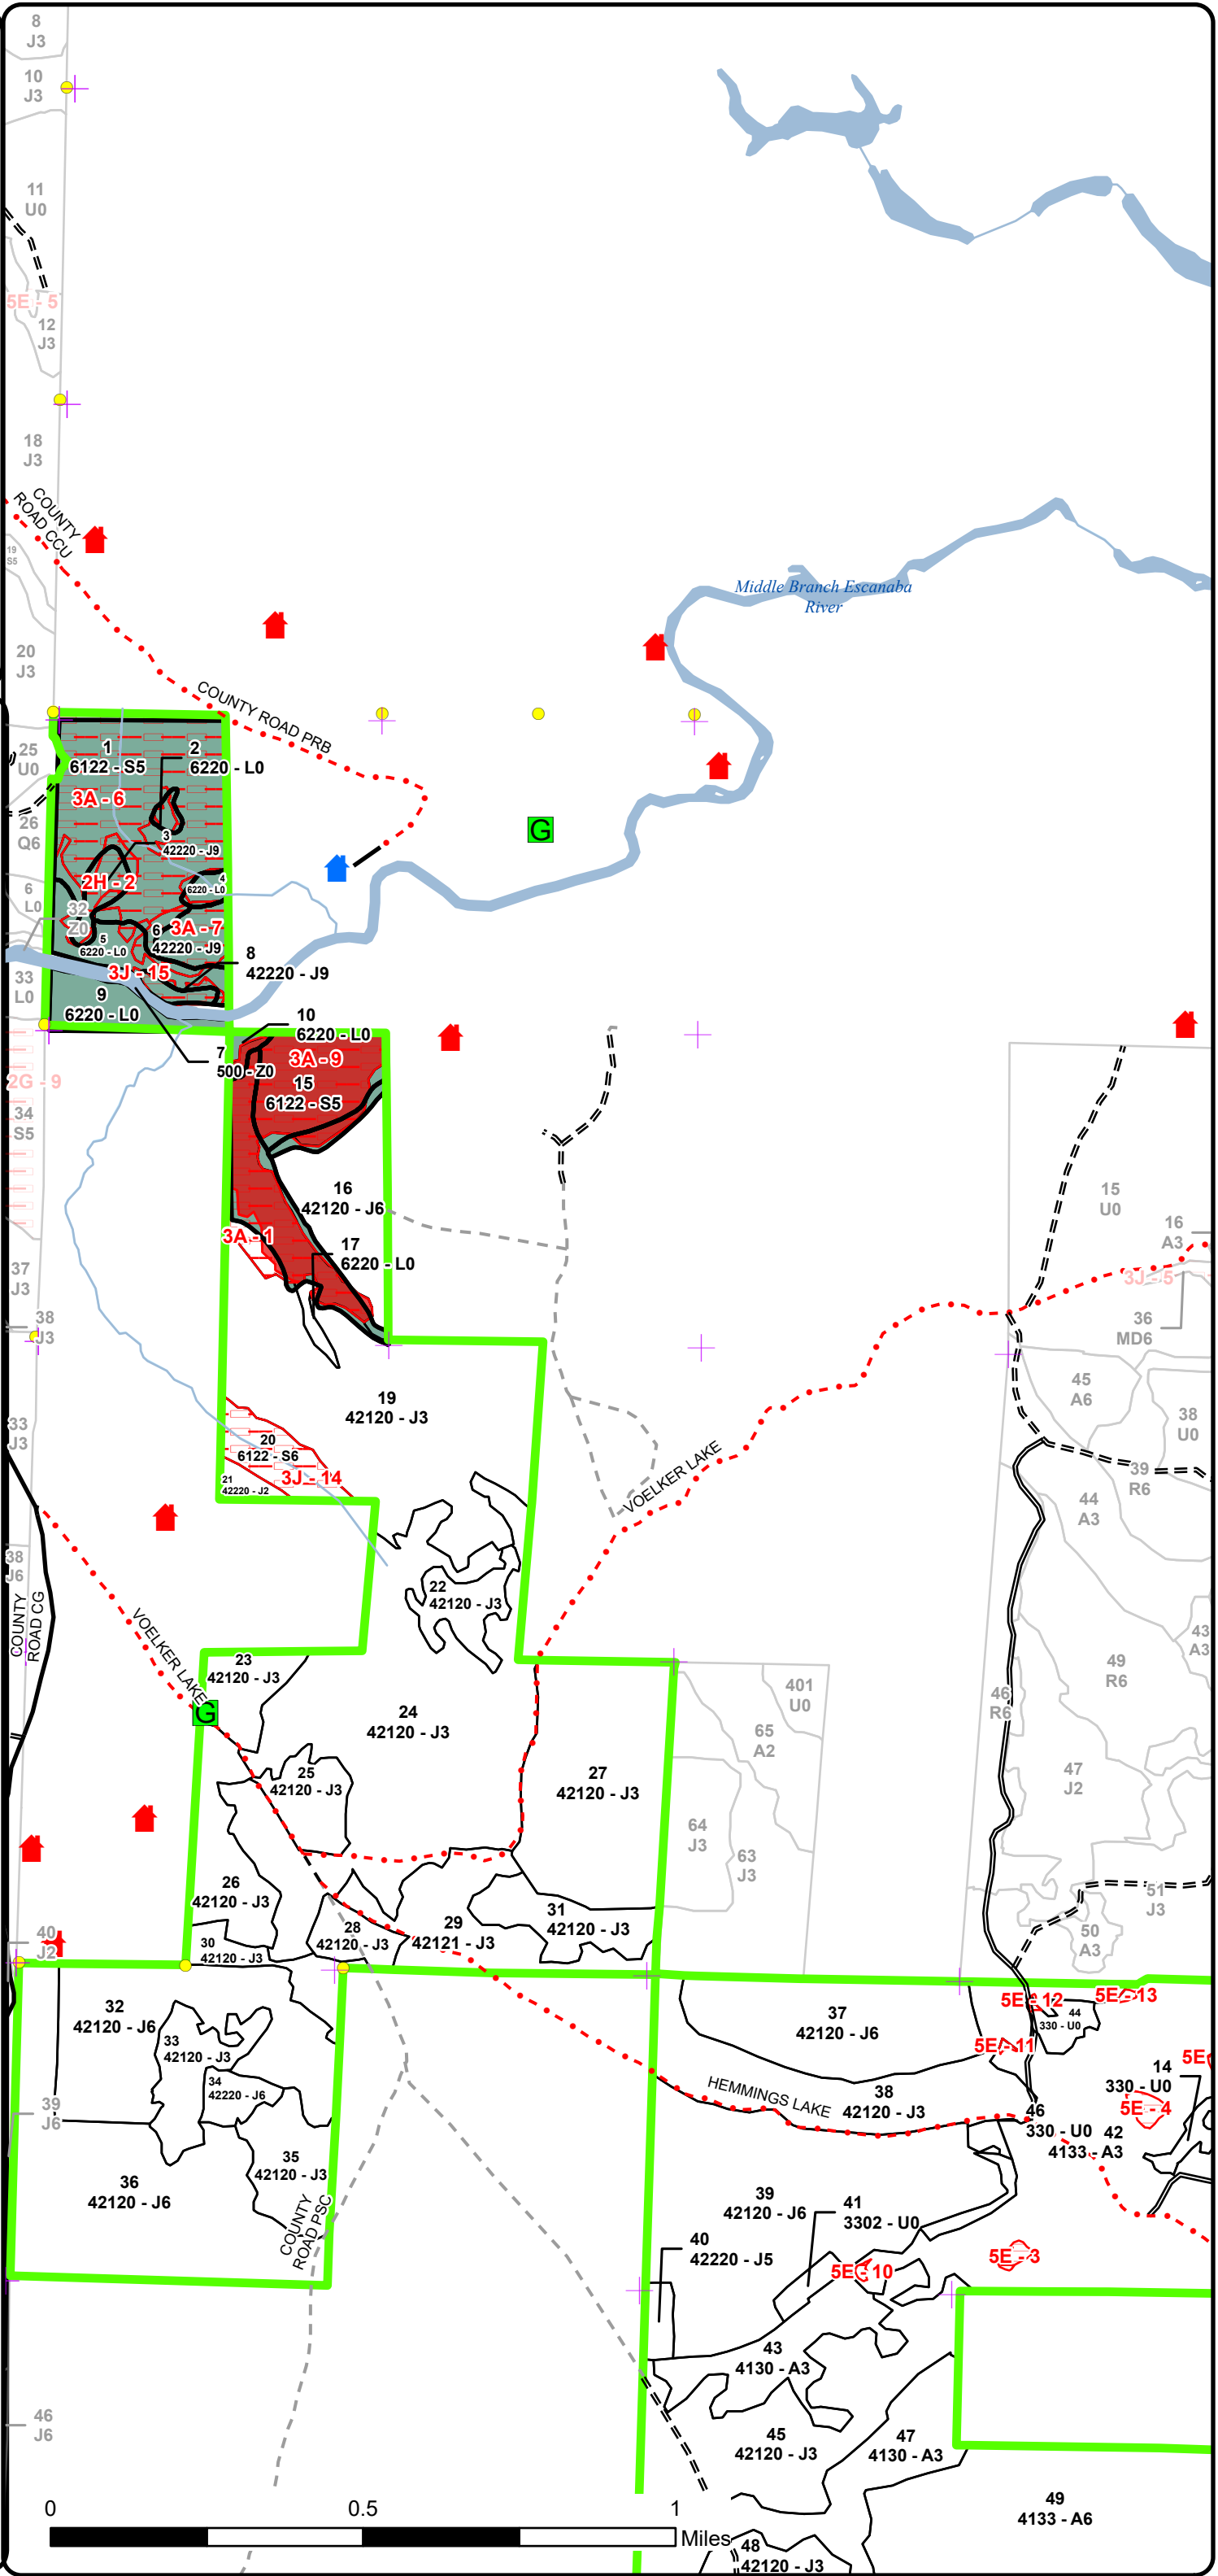 8
J3
10
J3
11
U0
5E - 5
12
J3
18
J3
COUNTY
ROAD CCU
19
S5
Middle Branch Escanaba
River
20
J3
COUNTY ROAD PRB
25
U0
1
6122 - S5
2
6220 - L0
3A - 6
26
Q6
3
42220 - J9
G
2H - 2
4
6220 - L0
6
L0
32
Z0
5
6220 - L0
6
42220 - J9
3A - 7
8
42220 - J9
3J - 15
33
L0
9
6220 - L0
10
6220 - L0
7
500 - Z0
3A - 9
15
6122 - S5
2G - 9
34
S5
16
42120 - J6
15
U0
16
A3
3A - 1
17
6220 - L0
37
J3
3J - 5
38
J3
36
MD6
45
A6
19
42120 - J3
38
U0
33
J3
20
6122 - S6
3J - 14
21
42220 - J2
VOELKER LAKE
39
R6
44
A3
38
J6
COUNTY
ROAD CG
22
42120 - J3
VOELKER LAKE
43
A3
23
42120 - J3
49
R6
401
U0
46
R6
G
24
42120 - J3
65
A2
25
42120 - J3
27
42120 - J3
47
J2
64
J3
63
J3
26
42120 - J3
51
J3
28
42120 - J3
29
42121 - J3
31
42120 - J3
50
A3
40
J2
30
42120 - J3
32
42120 - J6
37
42120 - J6
5E - 12
5E - 13
44
330 - U0
33
42120 - J3
5E - 11
5E
14
330 - U0
34
42220 - J6
HEMMINGS LAKE
38
42120 - J3
5E - 4
39
J6
46
330 - U0
42
4133 - A3
35
42120 - J3
36
42120 - J6
COUNTY
ROAD PSC
39
42120 - J6
41
3302 - U0
40
42220 - J5
5E - 3
5E - 10
43
4130 - A3
46
J6
45
42120 - J3
47
4130 - A3
49
4133 - A6
0 0.5 1
Miles
48
42120 - J3